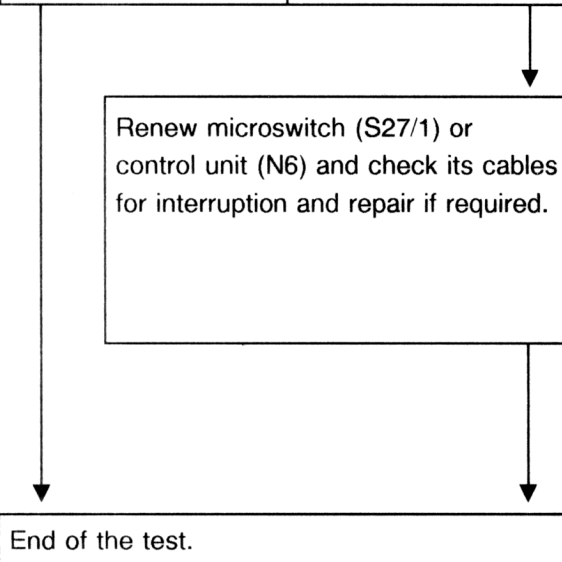 Renew microswitch (S27/1) or
control unit (N6) and check its cables
for interruption and repair if required.
End of the test.